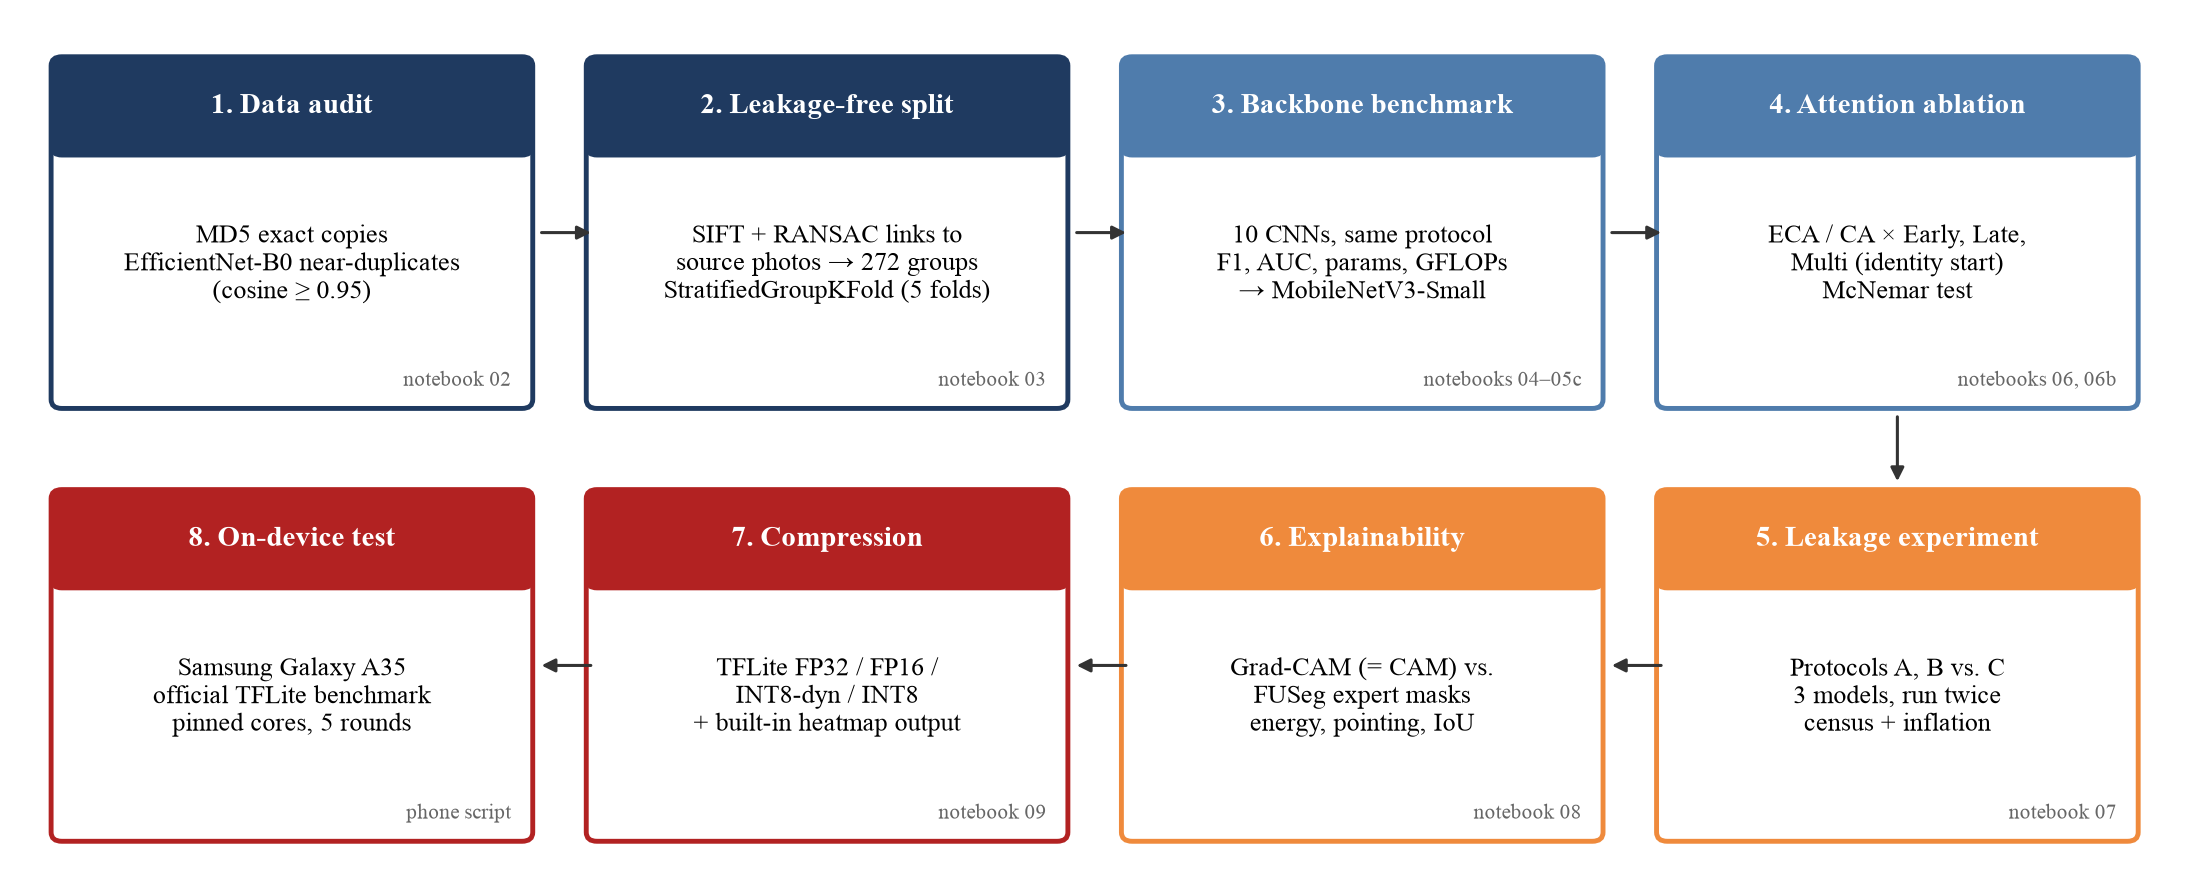 1. Data audit
MD5 exact copies
EfficientNet-B0 near-duplicates
(cosine ≥ 0.95)
notebook 02
2. Leakage-free split
SIFT + RANSAC links to
source photos → 272 groups
StratifiedGroupKFold (5 folds)
notebook 03
3. Backbone benchmark
10 CNNs, same protocol
F1, AUC, params, GFLOPs
→ MobileNetV3-Small
notebooks 04–05c
4. Attention ablation
ECA / CA × Early, Late,
Multi (identity start)
McNemar test
notebooks 06, 06b
5. Leakage experiment
Protocols A, B vs. C
3 models, run twice
census + inflation
notebook 07
6. Explainability
Grad-CAM (= CAM) vs.
FUSeg expert masks
energy, pointing, IoU
notebook 08
7. Compression
TFLite FP32 / FP16 /
INT8-dyn / INT8
+ built-in heatmap output
notebook 09
8. On-device test
Samsung Galaxy A35
official TFLite benchmark
pinned cores, 5 rounds
phone script